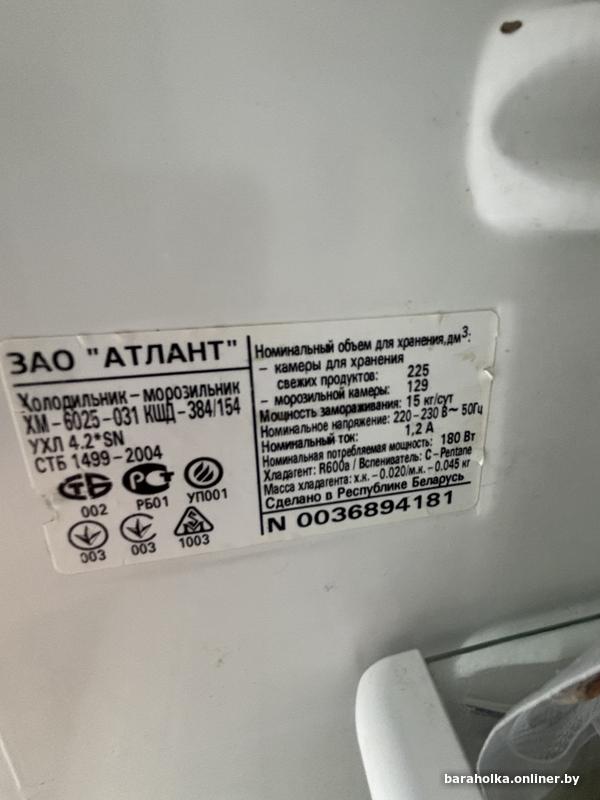 ЗАО "АТЛАНТ"
Холодильник-морозильник
ХМ-6025-031 КШД-384/154
УХЛ 4.2*SN
СТБ 1499-2004
002
РБ01
УП001
003
003
1003
Номинальный объем для хранения,дм³:
- камеры для хранения
свежих продуктов: 225
- морозильной камеры: 129
Мощность замораживания: 15 кг/сут
Номинальное напряжение: 220-230 В~ 50Гц
Номинальный ток: 1,2 А
Номинальная потребляемая мощность: 180 Вт
Хладагент: R600a / Вспениватель: C-Pentane
Масса хладагента: х.к.-0.020/м.к.-0.045 кг
Сделано в Республике Беларусь
N 0036894181
baraholka.onliner.by